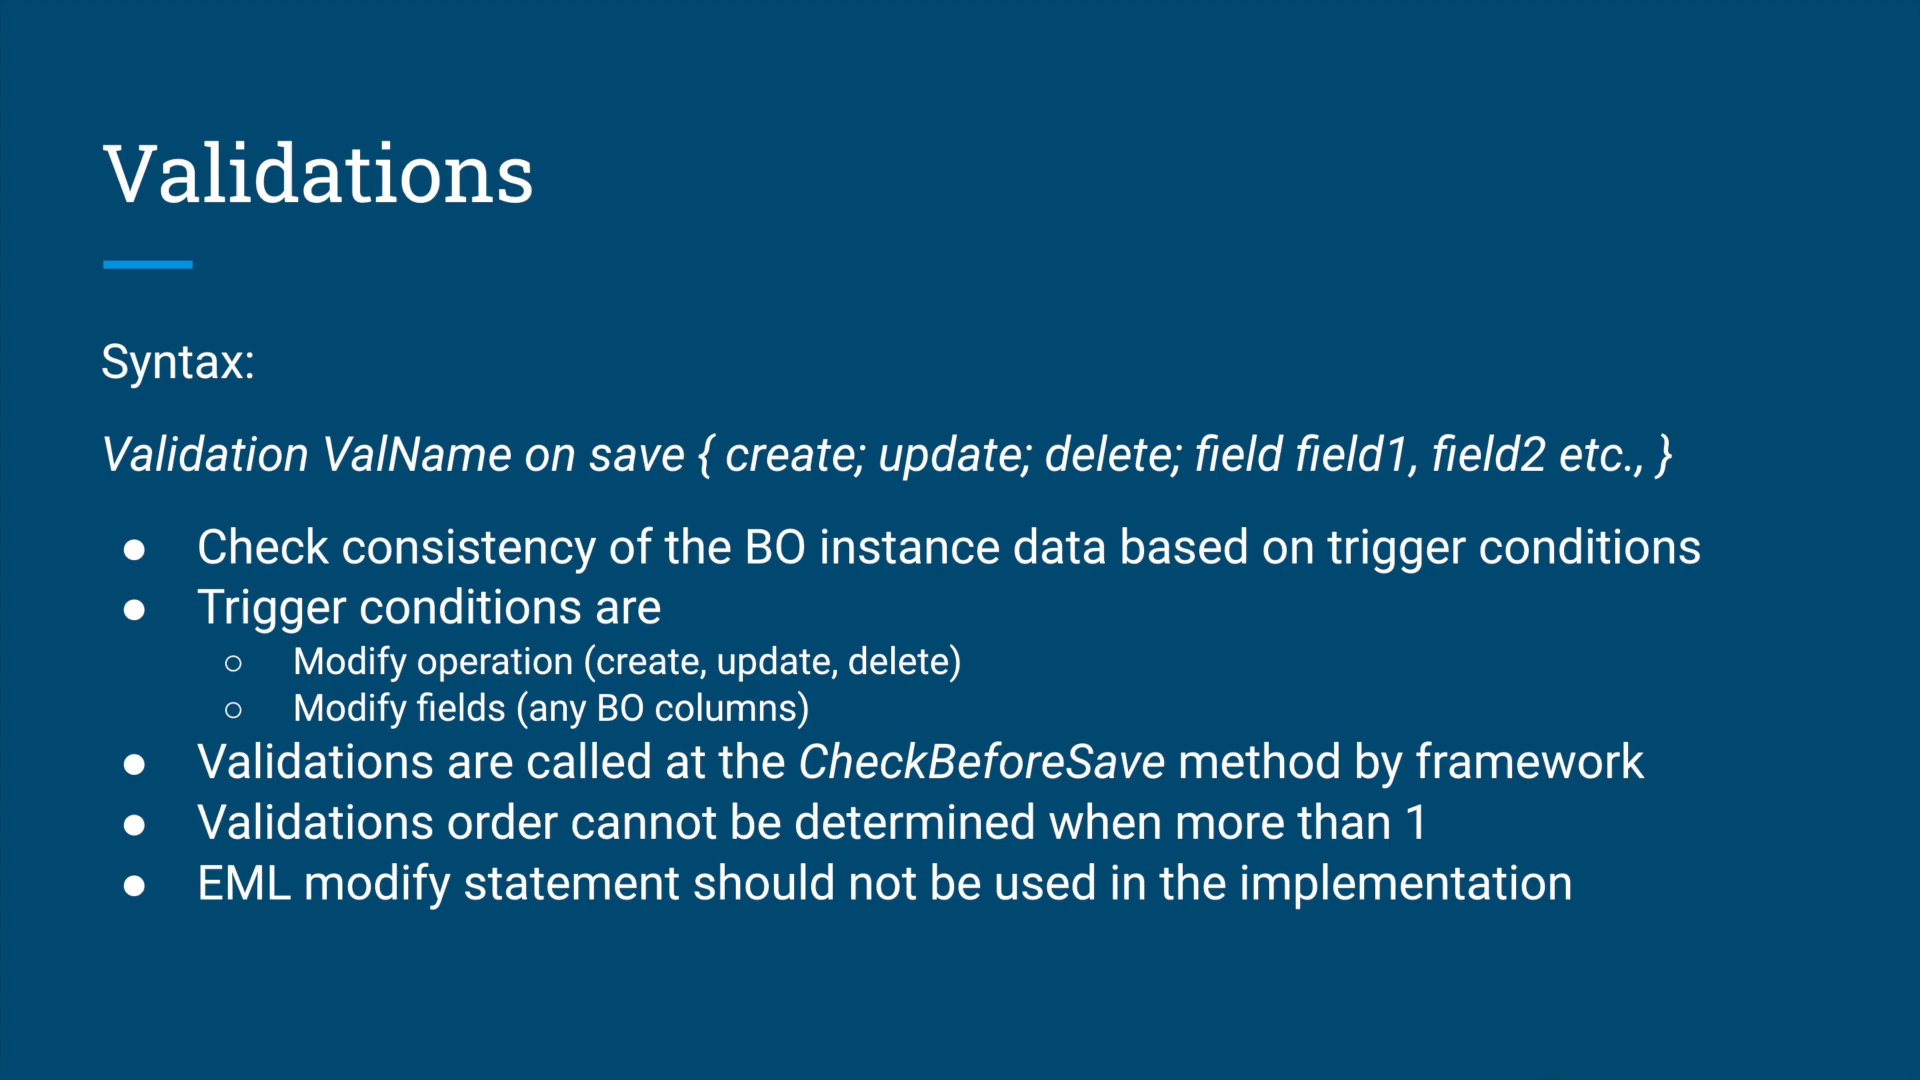 Validations
Syntax:
Validation ValName on save { create; update; delete; field field1, field2 etc., }
● Check consistency of the BO instance data based on trigger conditions
● Trigger conditions are
○ Modify operation (create, update, delete)
○ Modify fields (any BO columns)
● Validations are called at the CheckBeforeSave method by framework
● Validations order cannot be determined when more than 1
● EML modify statement should not be used in the implementation